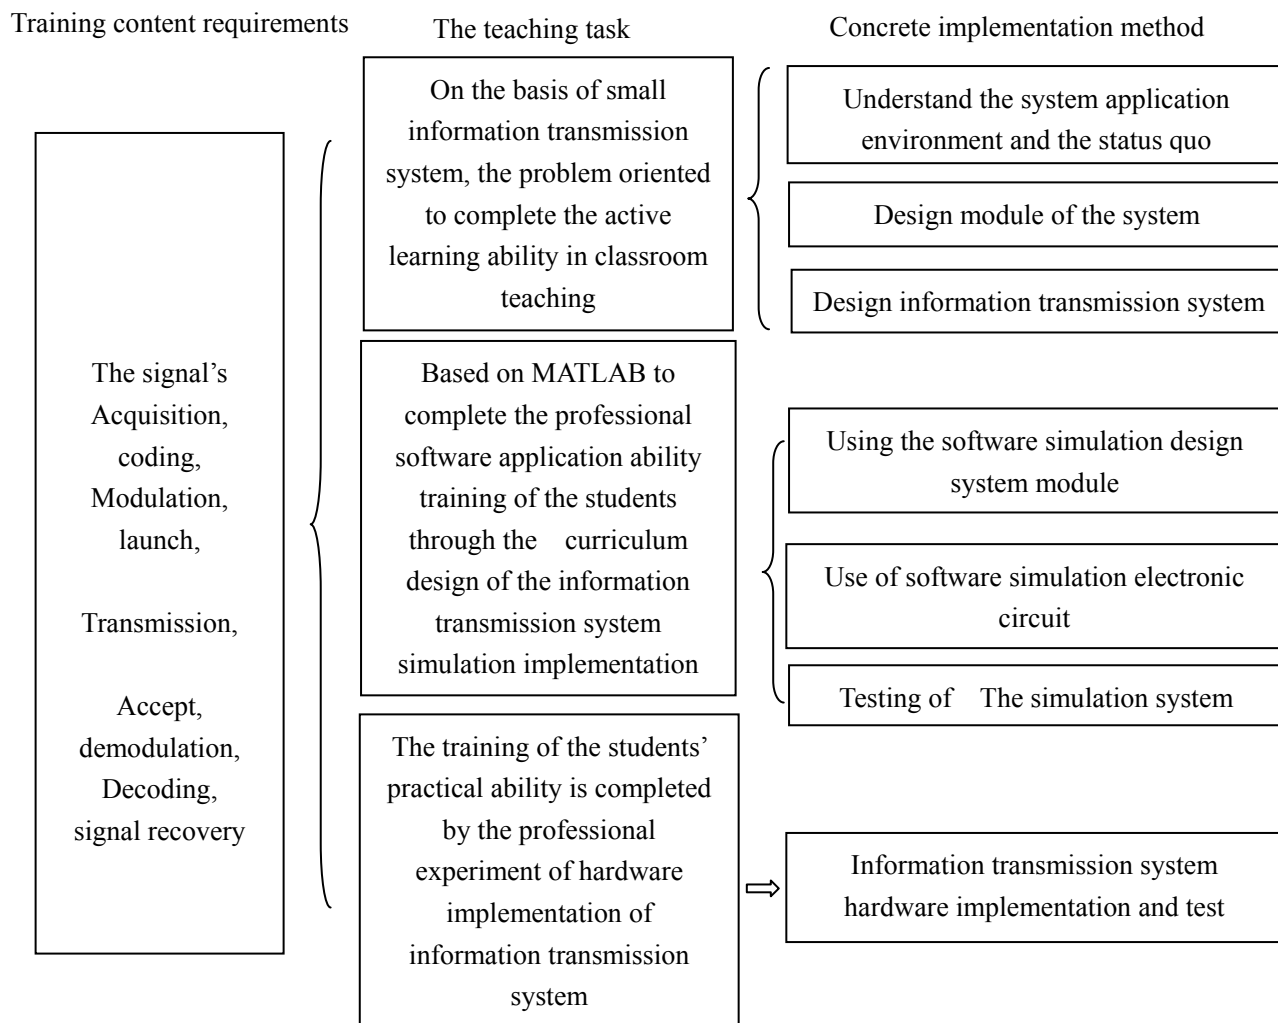 Training content requirements
The teaching task
Concrete implementation method
The signal’s
Acquisition,
coding,
Modulation,
launch,
Transmission,
Accept,
demodulation,
Decoding,
signal recovery
On the basis of small
information transmission
system, the problem oriented
to complete the active
learning ability in classroom
teaching
Based on MATLAB to
complete the professional
software application ability
training of the students
through the curriculum
design of the information
transmission system
simulation implementation
The training of the students’
practical ability is completed
by the professional
experiment of hardware
implementation of
information transmission
system
Understand the system application
environment and the status quo
Design module of the system
Design information transmission system
Using the software simulation design
system module
Use of software simulation electronic
circuit
Testing of The simulation system
Information transmission system
hardware implementation and test